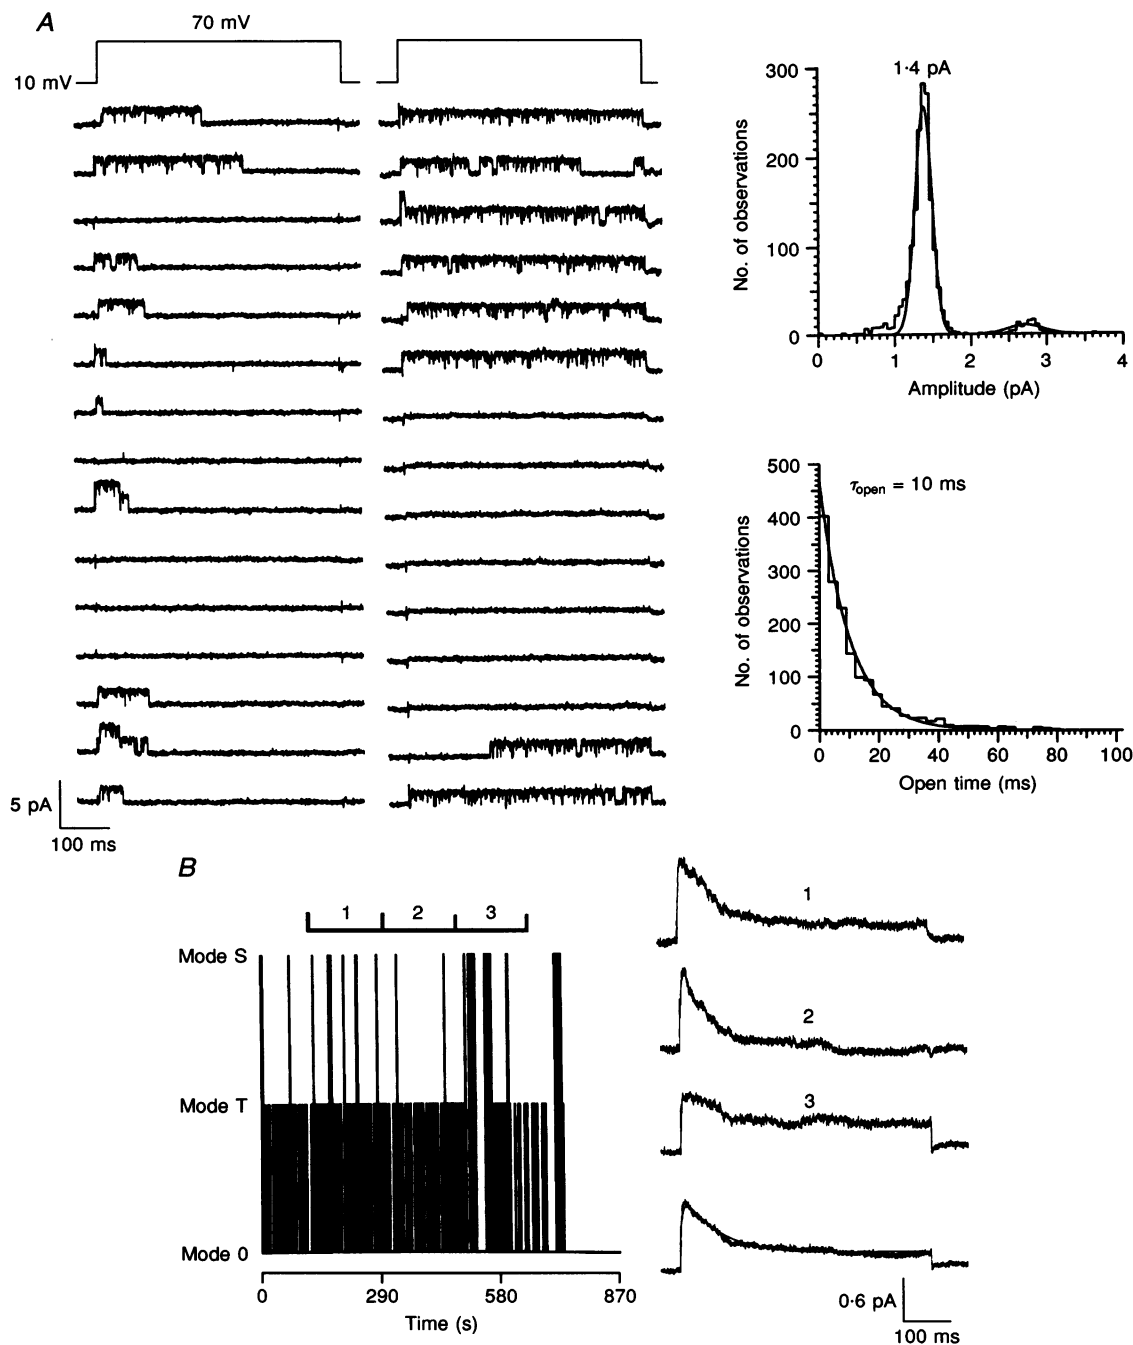 A
70 mV
10 mV
5 pA
100 ms
1·4 pA
300
200
100
0
No. of observations
0
1
2
3
4
Amplitude (pA)
500
400
300
200
100
0
No. of observations
τopen = 10 ms
0
20
40
60
80
100
Open time (ms)
B
1
2
3
Mode S
Mode T
Mode 0
0
290
580
870
Time (s)
1
2
3
0·6 pA
100 ms